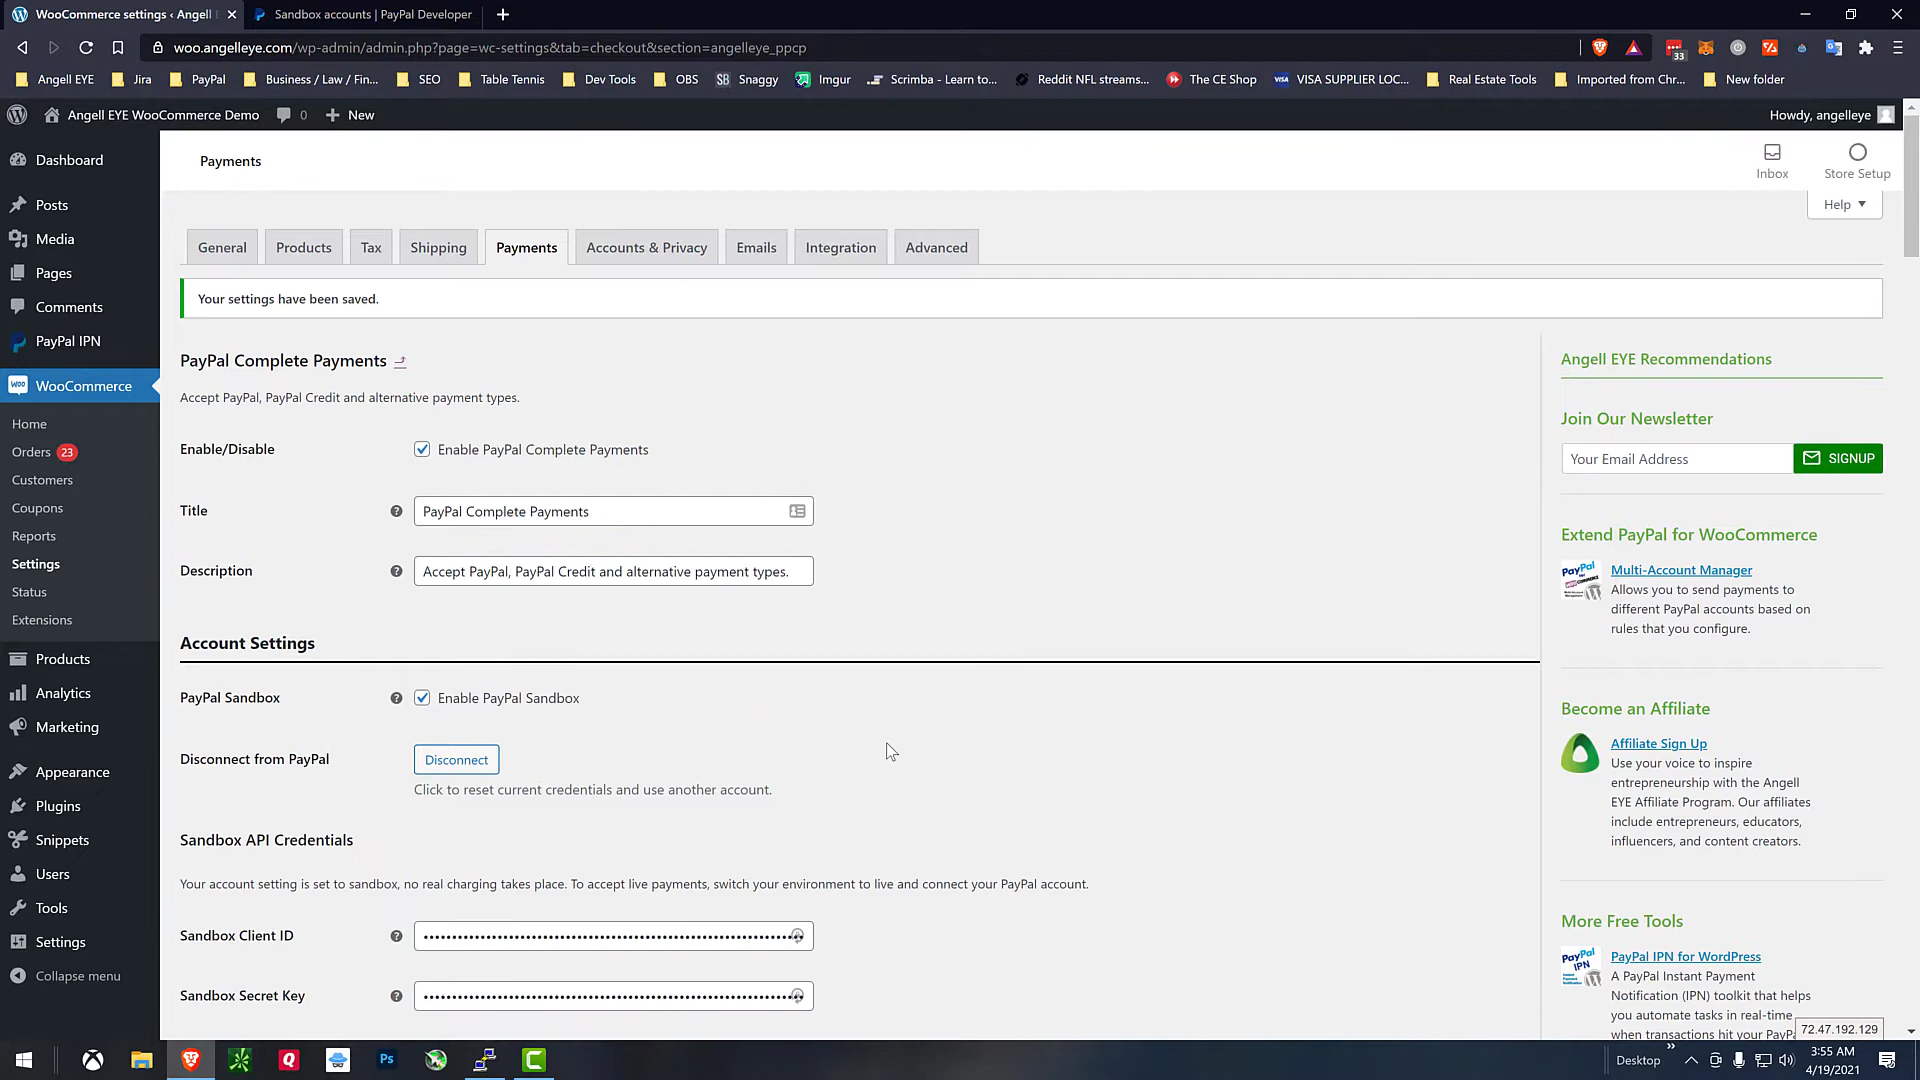 WooCommerce settings ‹ Angell
Sandbox accounts | PayPal Developer
woo.angelleye.com/wp-admin/admin.php?page=wc-settings&tab=checkout&section=angelleye_ppcp
33
Angell EYE
Jira
PayPal
Business / Law / Fin...
SEO
Table Tennis
Dev Tools
OBS
SB Snaggy
Imgur
Scrimba - Learn to...
Reddit NFL streams...
The CE Shop
VISA VISA SUPPLIER LOC...
Real Estate Tools
Imported from Chr...
New folder
Angell EYE WooCommerce Demo
0
New
Howdy, angelleye
Dashboard
Posts
Media
Pages
Comments
PayPal IPN
WooCommerce
Home
Orders 23
Customers
Coupons
Reports
Settings
Status
Extensions
Products
Analytics
Marketing
Appearance
Plugins
Snippets
Users
Tools
Settings
Collapse menu
Payments
Inbox
Store Setup
Help
General
Products
Tax
Shipping
Payments
Accounts & Privacy
Emails
Integration
Advanced
Your settings have been saved.
PayPal Complete Payments
Accept PayPal, PayPal Credit and alternative payment types.
Enable/Disable
Enable PayPal Complete Payments
Title
PayPal Complete Payments
Description
Accept PayPal, PayPal Credit and alternative payment types.
Account Settings
PayPal Sandbox
Enable PayPal Sandbox
Disconnect from PayPal
Disconnect
Click to reset current credentials and use another account.
Sandbox API Credentials
Your account setting is set to sandbox, no real charging takes place. To accept live payments, switch your environment to live and connect your PayPal account.
Sandbox Client ID
Sandbox Secret Key
Angell EYE Recommendations
Join Our Newsletter
Your Email Address
SIGNUP
Extend PayPal for WooCommerce
PayPal
Multi-Account Manager
Allows you to send payments to
different PayPal accounts based on
rules that you configure.
Become an Affiliate
Affiliate Sign Up
Use your voice to inspire
entrepreneurship with the Angell
EYE Affiliate Program. Our affiliates
include entrepreneurs, educators,
influencers, and content creators.
More Free Tools
PayPal
IPN
PayPal IPN for WordPress
A PayPal Instant Payment
Notification (IPN) toolkit that helps
you automate tasks in real-time
when transactions hit your PayPa
72.47.192.129
Ps
Desktop
3:55 AM
4/19/2021